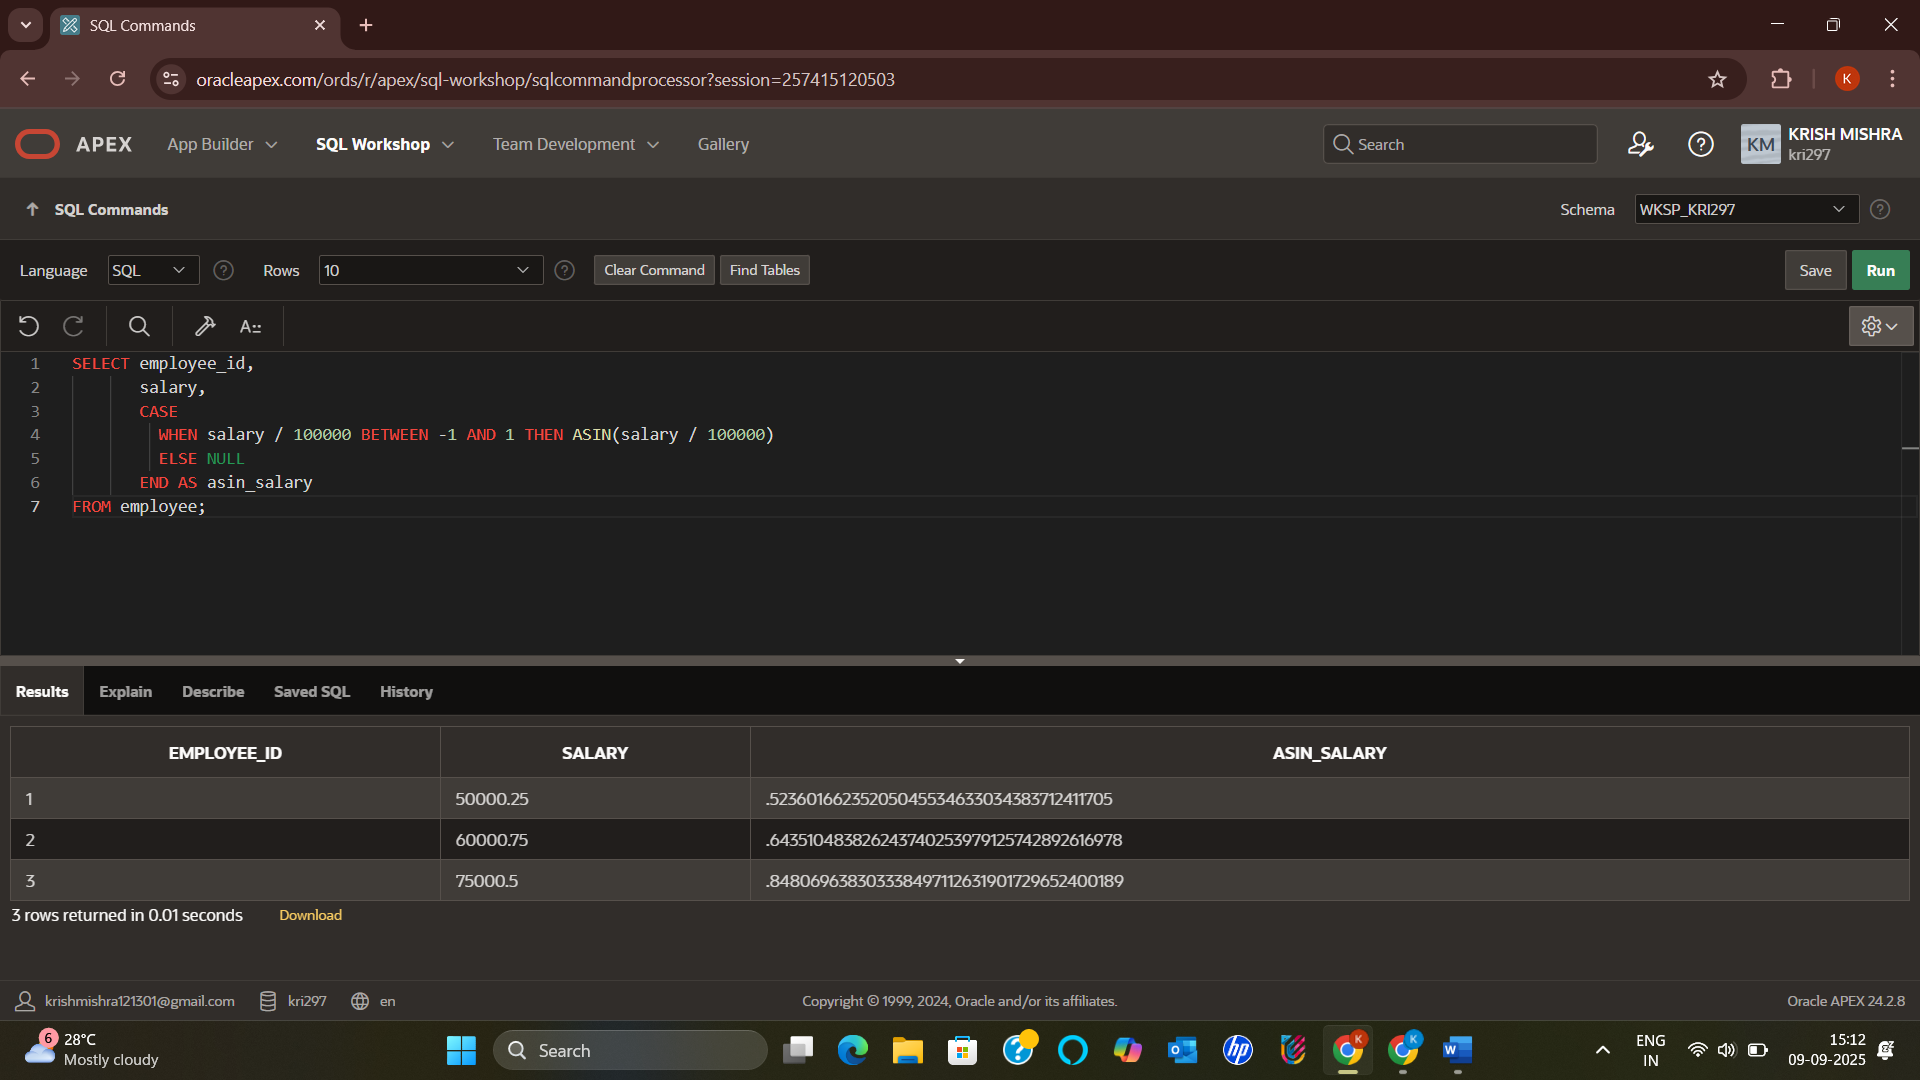 SQL Commands
oracleapex.com/ords/r/apex/sql-workshop/sqlcommandprocessor?session=257415120503
K
APEX App Builder SQL Workshop Team Development Gallery Search ? KM KRISH MISHRA
kri297
SQL Commands Schema WKSP_KRI297 ?
Language SQL ? Rows 10 ? Clear Command Find Tables Save Run
A::
1 SELECT employee_id,
2 salary,
3 CASE
4 WHEN salary / 100000 BETWEEN -1 AND 1 THEN ASIN(salary / 100000)
5 ELSE NULL
6 END AS asin_salary
7 FROM employee;
Results Explain Describe Saved SQL History
EMPLOYEE_ID SALARY ASIN_SALARY
1 50000.25 .523601662352050455346330343837124117​05
2 60000.75 .643510483826243740253979125742892616978
3 75000.5 .848069638303338497112631901729652400189
3 rows returned in 0.01 seconds Download
krishmishra121301@gmail.com kri297 en Copyright © 1999, 2024, Oracle and/or its affiliates. Oracle APEX 24.2.8
6 28°C
Mostly cloudy
Search
hp
K
K
W
ENG
IN
15:12
09-09-2025